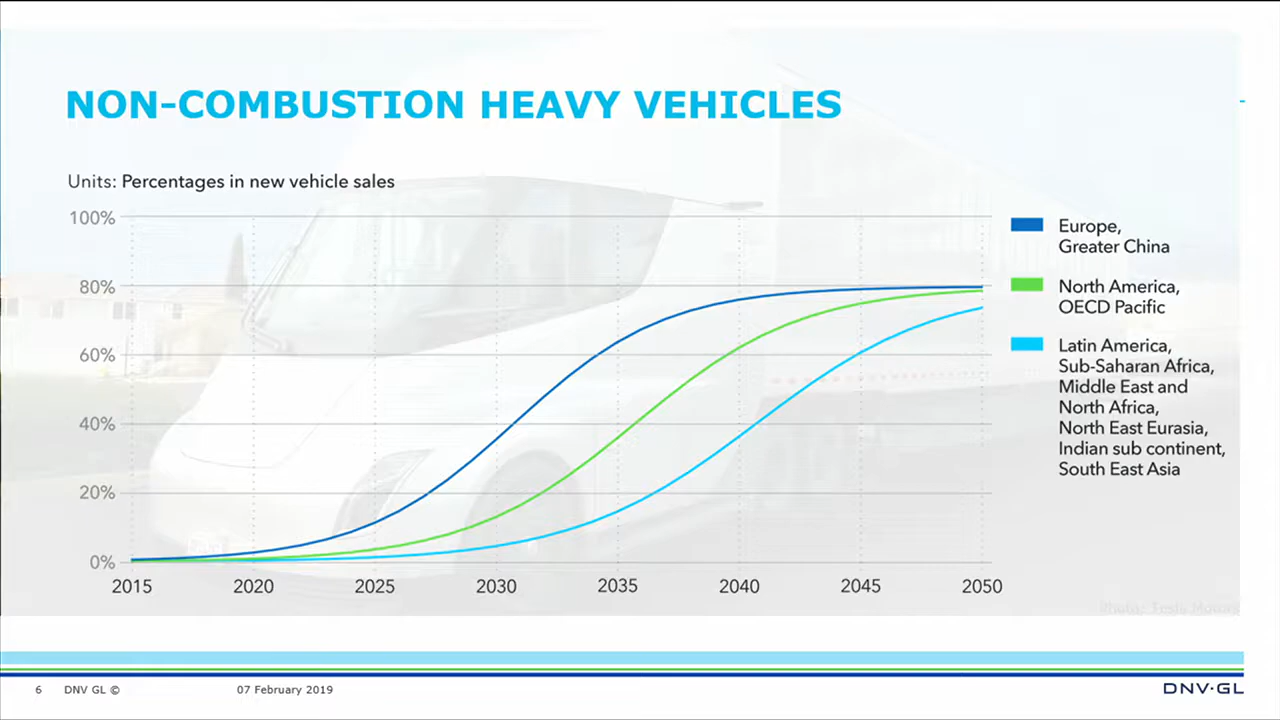 NON-COMBUSTION HEAVY VEHICLES
Units: Percentages in new vehicle sales
100%
80%
60%
40%
20%
0%
2015 2020 2025 2030 2035 2040 2045 2050
Europe,
Greater China
North America,
OECD Pacific
Latin America,
Sub-Saharan Africa,
Middle East and
North Africa,
North East Eurasia,
Indian sub continent,
South East Asia
Photo: Tesla Motors
6 DNV GL © 07 February 2019 DNV·GL